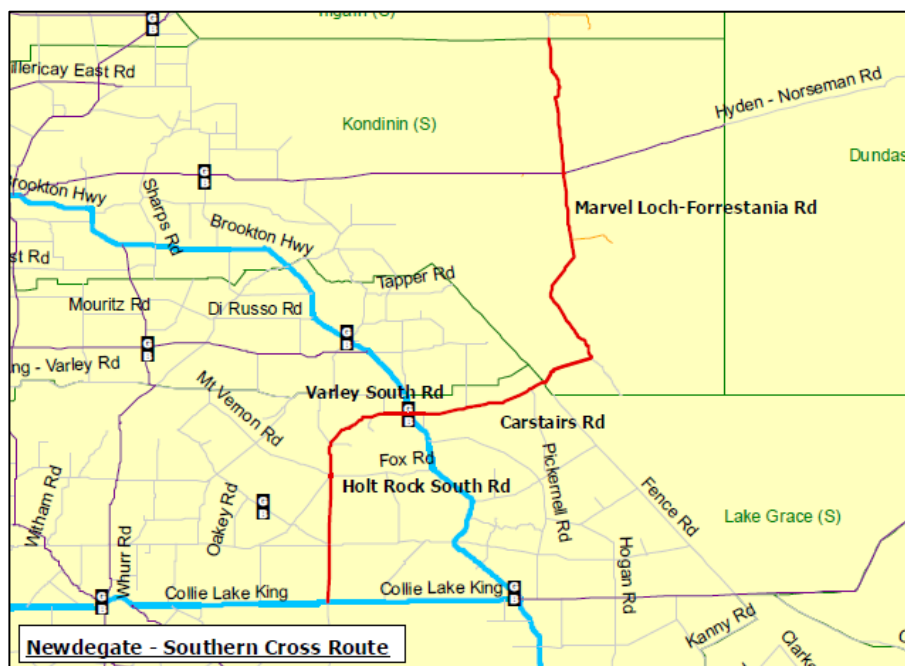 Yilgarn (S)
illericay East Rd
Hyden - Norseman Rd
Kondinin (S)
Dundas
Brookton Hwy
Sharps Rd
Marvel Loch-Forrestania Rd
Brookton Hwy
st Rd
Tapper Rd
Mouritz Rd
Di Russo Rd
ng - Varley Rd
Mt Vernon Rd
Varley South Rd
Carstairs Rd
Fox Rd
Pickernell Rd
Holt Rock South Rd
Fence Rd
Witham Rd
Oakey Rd
Lake Grace (S)
Whurr Rd
Hogan Rd
Collie Lake King
Collie Lake King
Kanny Rd
Clarke
Newdegate - Southern Cross Route